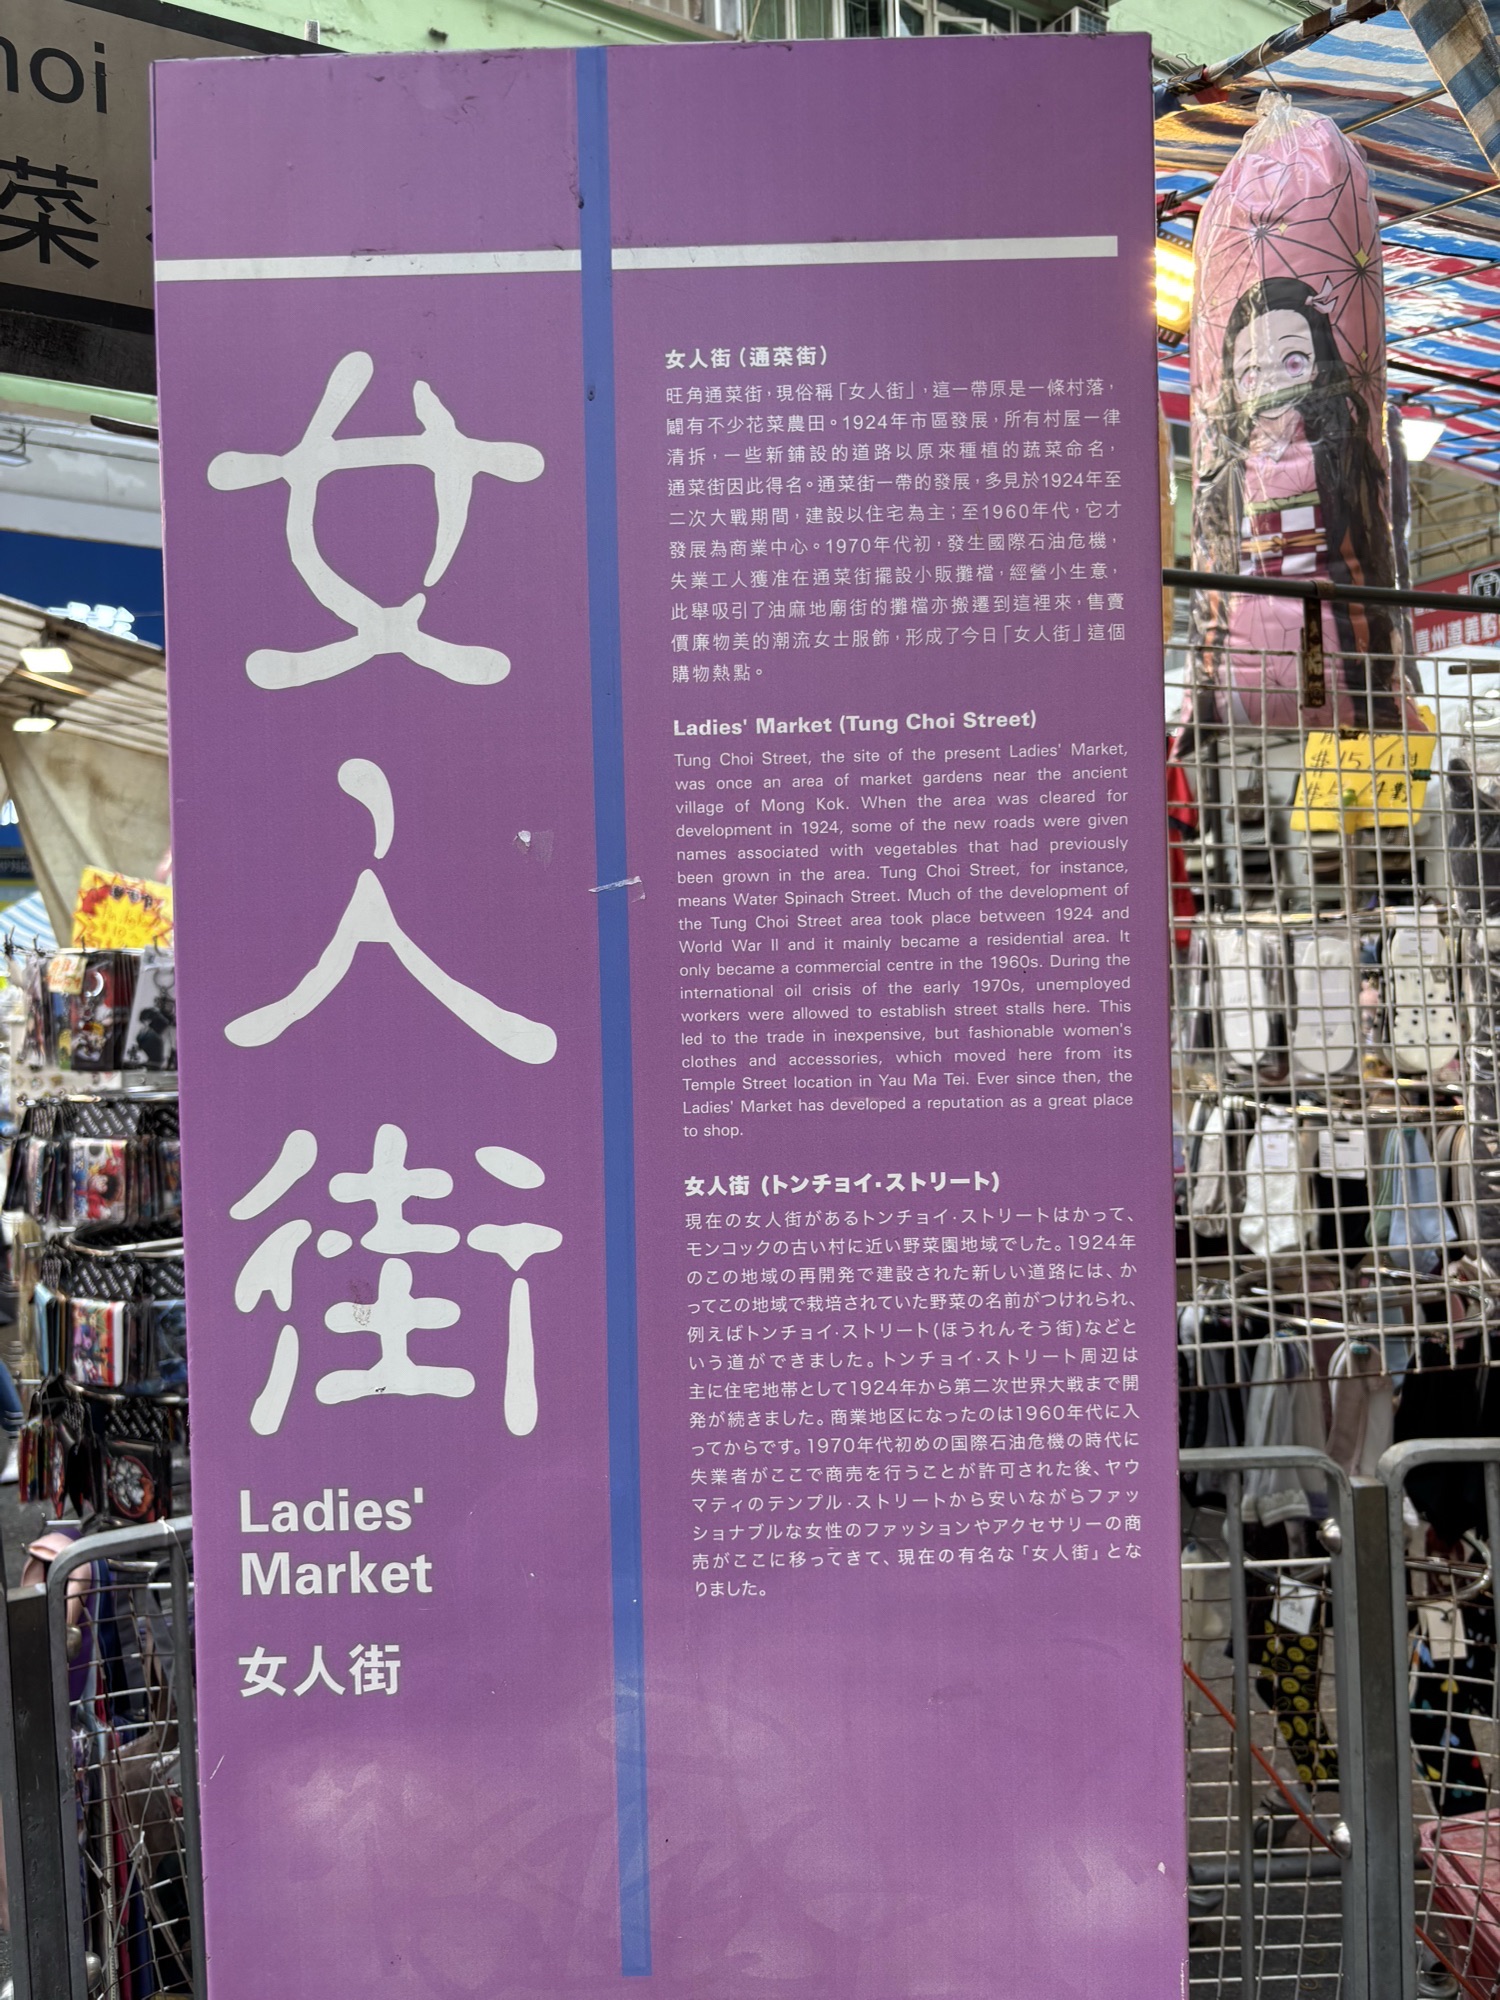 hoi
菜
女人街
Ladies'
Market
女人街
女人街（通菜街）
旺角通菜街，現俗稱「女人街」，這一帶原是一條村落，
闢有不少花菜農田。1924年市區發展，所有村屋一律
清拆，一些新鋪設的道路以原來種植的蔬菜命名，
通菜街因此得名。通菜街一帶的發展，多見於1924年至
二次大戰期間，建設以住宅為主；至1960年代，它才
發展為商業中心。1970年代初，發生國際石油危機，
失業工人獲准在通菜街擺設小販攤檔，經營小生意，
此舉吸引了油麻地廟街的攤檔亦搬遷到這裡來，售賣
價廉物美的潮流女士服飾，形成了今日「女人街」這個
購物熱點。
Ladies' Market (Tung Choi Street)
Tung Choi Street, the site of the present Ladies' Market,
was once an area of market gardens near the ancient
village of Mong Kok. When the area was cleared for
development in 1924, some of the new roads were given
names associated with vegetables that had previously
been grown in the area. Tung Choi Street, for instance,
means Water Spinach Street. Much of the development of
the Tung Choi Street area took place between 1924 and
World War II and it mainly became a residential area. It
only became a commercial centre in the 1960s. During the
international oil crisis of the early 1970s, unemployed
workers were allowed to establish street stalls here. This
led to the trade in inexpensive, but fashionable women's
clothes and accessories, which moved here from its
Temple Street location in Yau Ma Tei. Ever since then, the
Ladies' Market has developed a reputation as a great place
to shop.
女人街 (トンチョイ・ストリート)
現在の女人街があるトンチョイ・ストリートはかって、
モンコックの古い村に近い野菜園地域でした。1924年
のこの地域の再開発で建設された新しい道路には、か
ってこの地域で栽培されていた野菜の名前がつけれられ、
例えばトンチョイ・ストリート(ほうれんそう街)などと
いう道ができました。トンチョイ・ストリート周辺は
主に住宅地帯として1924年から第二次世界大戦まで開
発が続きました。商業地区になったのは1960年代に入
ってからです。1970年代初めの国際石油危機の時代に
失業者がここで商売を行うことが許可された後、ヤウ
マティのテンプル・ストリートから安いながらファッ
ショナブルな女性のファッションやアクセサリーの商
売がここに移ってきて、現在の有名な「女人街」とな
りました。
$15/1對